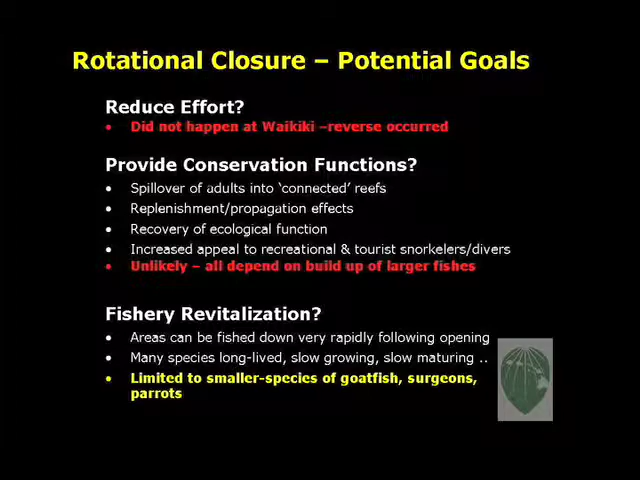 Rotational Closure – Potential Goals
Reduce Effort?
• Did not happen at Waikiki –reverse occurred
Provide Conservation Functions?
• Spillover of adults into ‘connected’ reefs
• Replenishment/propagation effects
• Recovery of ecological function
• Increased appeal to recreational & tourist snorkelers/divers
• Unlikely – all depend on build up of larger fishes
Fishery Revitalization?
• Areas can be fished down very rapidly following opening
• Many species long-lived, slow growing, slow maturing ..
• Limited to smaller-species of goatfish, surgeons,
parrots